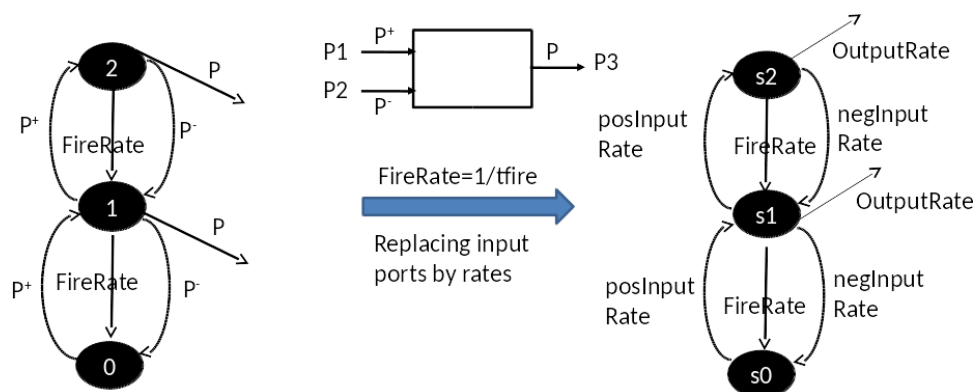 2
P
P⁺
P⁻
FireRate
1
P
P⁺
P⁻
FireRate
0
P1
P⁺
P2
P⁻
P
P3
FireRate=1/tfire
Replacing input
ports by rates
s2
OutputRate
posInput
Rate
negInput
Rate
FireRate
s1
OutputRate
posInput
Rate
negInput
Rate
FireRate
s0